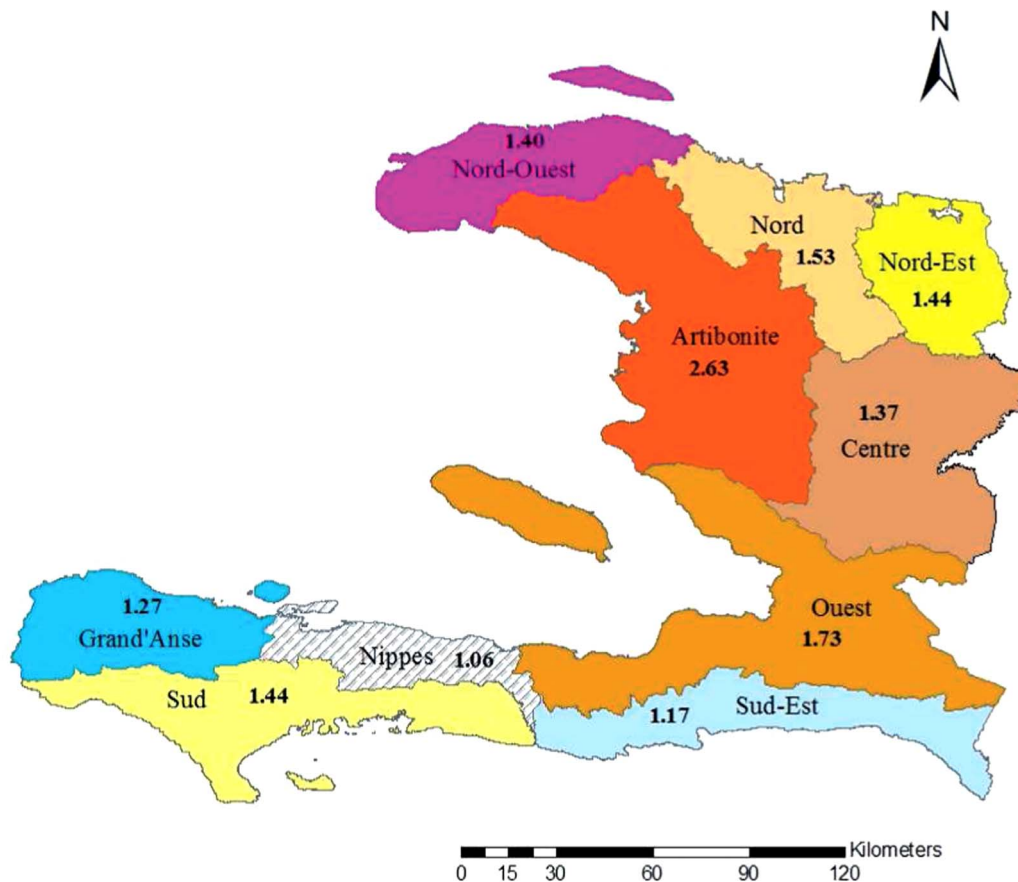 N
1.40
Nord-Ouest
Nord
1.53
Nord-Est
1.44
Artibonite
2.63
1.37
Centre
1.27
Grand'Anse
Nippes 1.06
Ouest
1.73
Sud 1.44
1.17 Sud-Est
Kilometers
0 15 30 60 90 120